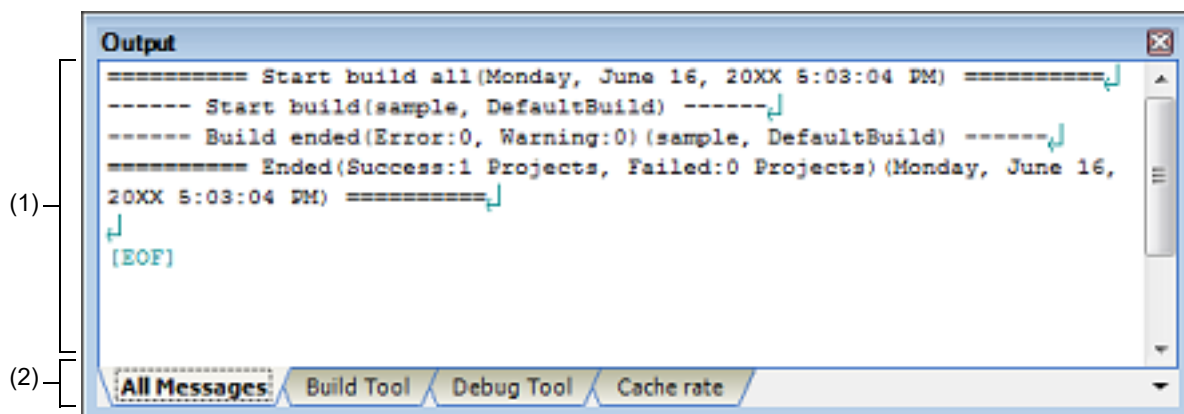 Output
========== Start build all(Monday, June 16, 20XX 5:03:04 PM) ==========
------ Start build(sample, DefaultBuild) ------
------ Build ended(Error:0, Warning:0)(sample, DefaultBuild) ------
========== Ended(Success:1 Projects, Failed:0 Projects)(Monday, June 16,
20XX 5:03:04 PM) ==========
[EOF]
(1)
(2)
All Messages Build Tool Debug Tool Cache rate